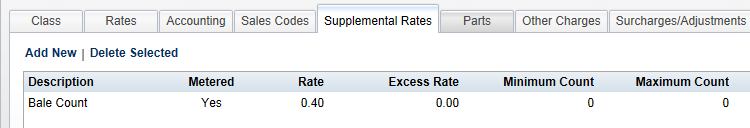 Class Rates Accounting Sales Codes Supplemental Rates Parts Other Charges Surcharges/Adjustments
Add New | Delete Selected
Description Metered Rate Excess Rate Minimum Count Maximum Count
Bale Count Yes 0.40 0.00 0 0